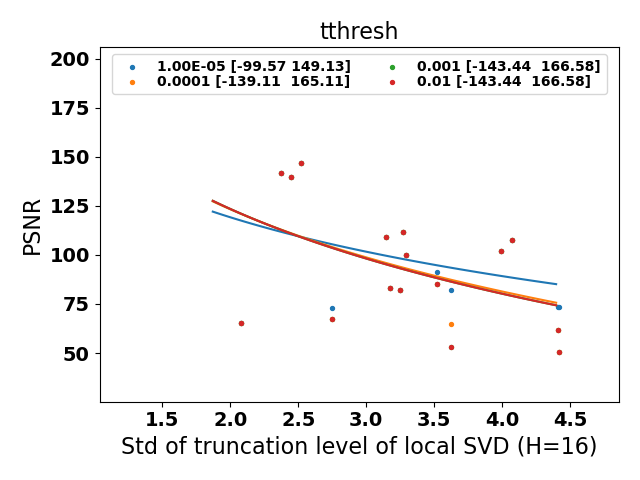 tthresh
1.00E-05 [-99.57 149.13]
0.0001 [-139.11  165.11]
0.001 [-143.44  166.58]
0.01 [-143.44  166.58]
PSNR
200
175
150
125
100
75
50
1.5 2.0 2.5 3.0 3.5 4.0 4.5
Std of truncation level of local SVD (H=16)